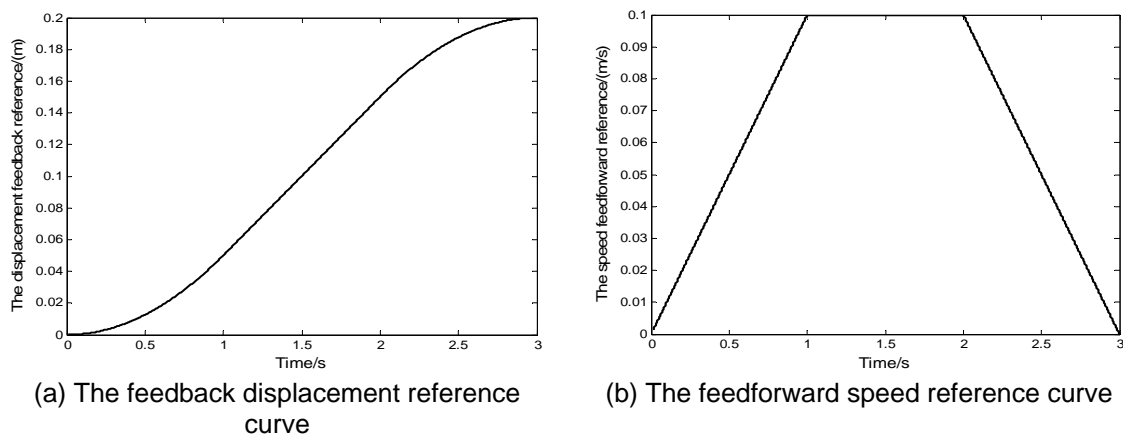 0.2
0.18
0.16
0.14
0.12
0.1
0.08
0.06
0.04
0.02
0
The displacement feedback reference/(m)
0 0.5 1 1.5 2 2.5 3
Time/s
(a) The feedback displacement reference
curve
0.1
0.09
0.08
0.07
0.06
0.05
0.04
0.03
0.02
0.01
0
The speed feedforward reference/(m/s)
0 0.5 1 1.5 2 2.5 3
Time/s
(b) The feedforward speed reference curve